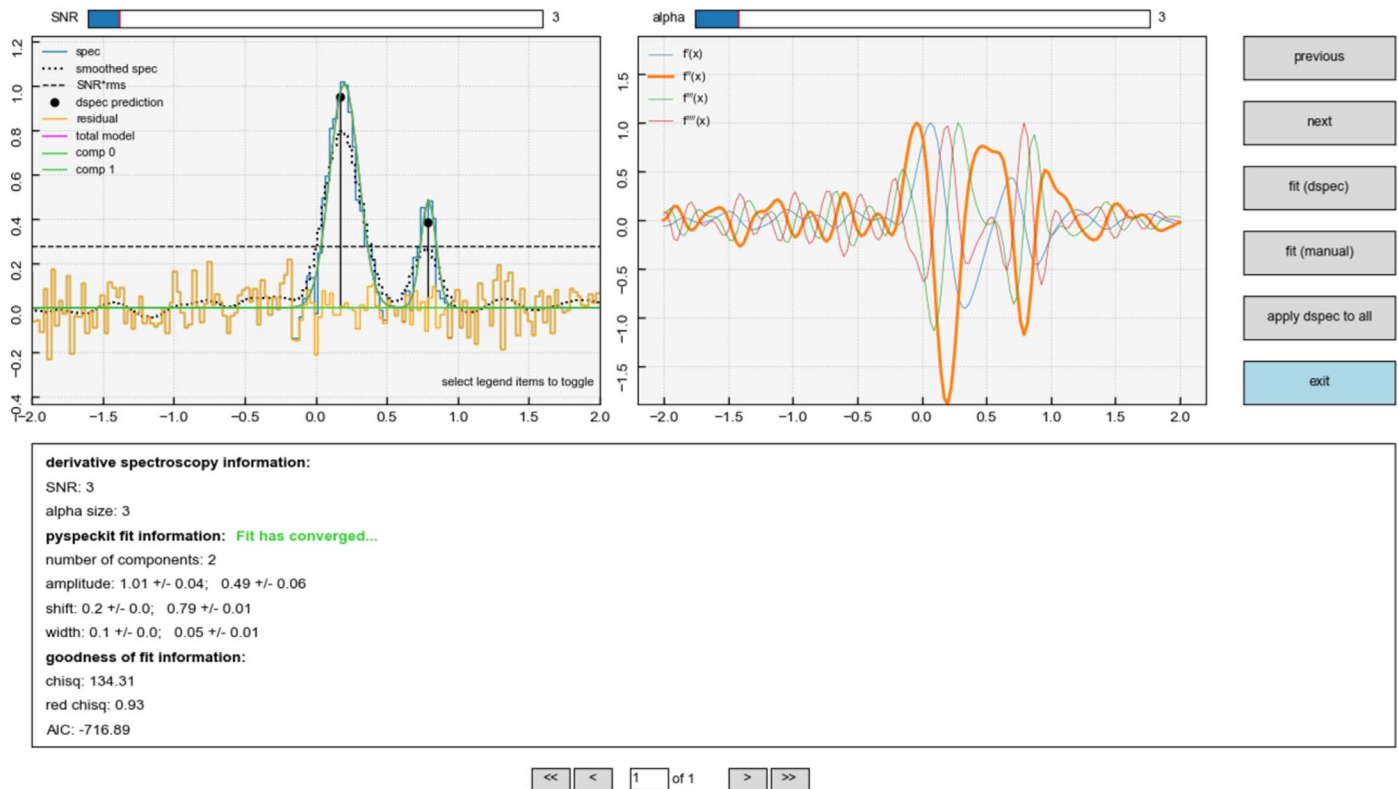 SNR 3
alpha 3
spec
smoothed spec
SNR*rms
dspec prediction
residual
total model
comp 0
comp 1
1.2
1.0
0.8
0.6
0.4
0.2
0.0
−0.2
−0.4
−2.0 −1.5 −1.0 −0.5 0.0 0.5 1.0 1.5 2.0
select legend items to toggle
f'(x)
f''(x)
f'''(x)
f''''(x)
1.5
1.0
0.5
0.0
−0.5
−1.0
−1.5
−2.0 −1.5 −1.0 −0.5 0.0 0.5 1.0 1.5 2.0
previous
next
fit (dspec)
fit (manual)
apply dspec to all
exit
derivative spectroscopy information:
SNR: 3
alpha size: 3
pyspeckit fit information: Fit has converged...
number of components: 2
amplitude: 1.01 +/- 0.04; 0.49 +/- 0.06
shift: 0.2 +/- 0.0; 0.79 +/- 0.01
width: 0.1 +/- 0.0; 0.05 +/- 0.01
goodness of fit information:
chisq: 134.31
red chisq: 0.93
AIC: -716.89
<< < 1 of 1 > >>